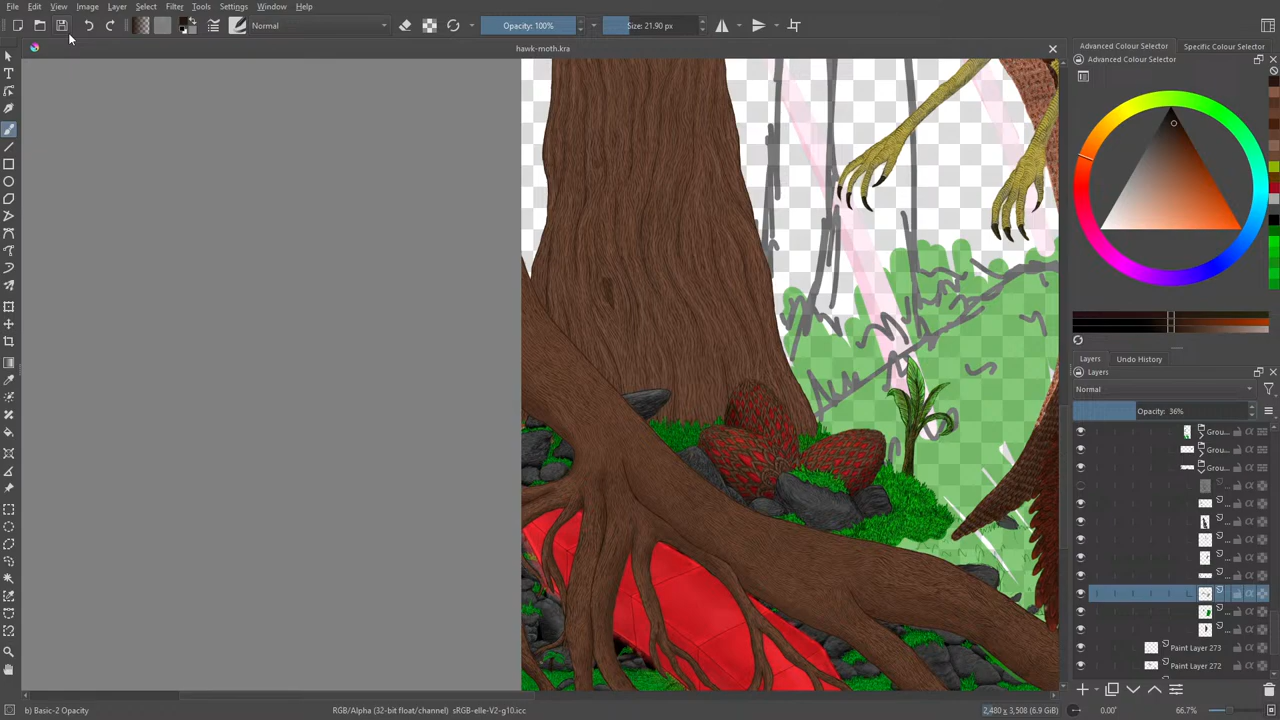 File Edit View Image Layer Select Filter Tools Settings Window Help
Normal Opacity: 100% Size: 21.90 px
hawk-moth.kra
Advanced Colour Selector Specific Colour Selector
Advanced Colour Selector
Layers Undo History
Layers
Normal
Opacity: 36%
Grou...
Grou...
Grou...
Paint Layer 273
Paint Layer 272
b) Basic-2 Opacity RGB/Alpha (32-bit float/channel) sRGB-elle-V2-g10.icc 2,480 x 3,508 (6.9 GiB) 0.00° 66.7%